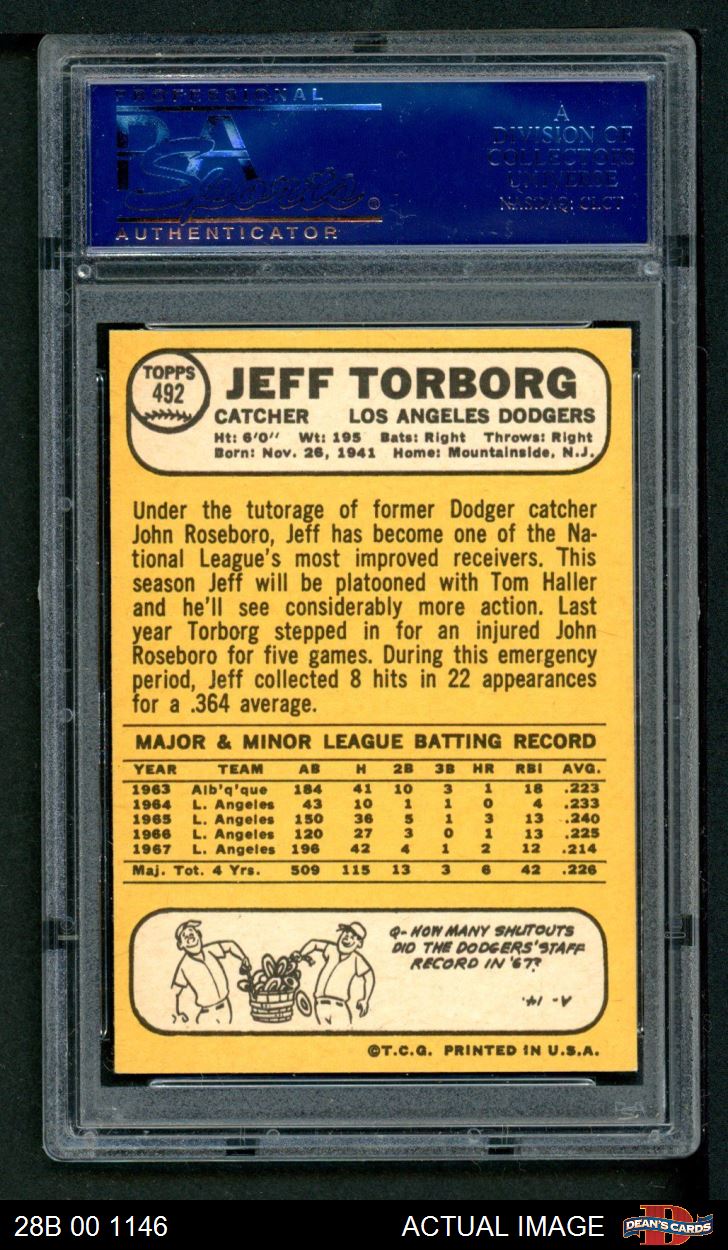 PROFESSIONAL
PSA
Sports®
AUTHENTICATOR
A
DIVISION OF
COLLECTORS
UNIVERSE
NASDAQ: CLCT
TOPPS
492
JEFF TORBORG
CATCHER LOS ANGELES DODGERS
Ht: 6'0" Wt: 195 Bats: Right Throws: Right
Born: Nov. 26, 1941 Home: Mountainside, N.J.
Under the tutorage of former Dodger catcher
John Roseboro, Jeff has become one of the Na-
tional League's most improved receivers. This
season Jeff will be platooned with Tom Haller
and he'll see considerably more action. Last
year Torborg stepped in for an injured John
Roseboro for five games. During this emergency
period, Jeff collected 8 hits in 22 appearances
for a .364 average.
MAJOR & MINOR LEAGUE BATTING RECORD
YEAR TEAM AB H 2B 3B HR RBI AVG.
1963 Alb'q'que 184 41 10 3 1 18 .223
1964 L. Angeles 43 10 1 1 0 4 .233
1965 L. Angeles 150 36 5 1 3 13 .240
1966 L. Angeles 120 27 3 0 1 13 .225
1967 L. Angeles 196 42 4 1 2 12 .214
Maj. Tot. 4 Yrs. 509 115 13 3 6 42 .226
Q- HOW MANY SHUTOUTS
DID THE DODGERS' STAFF
RECORD IN '67?
A- 14.
©T.C.G. PRINTED IN U.S.A.
28B 00 1146
ACTUAL IMAGE
DEAN'S CARDS